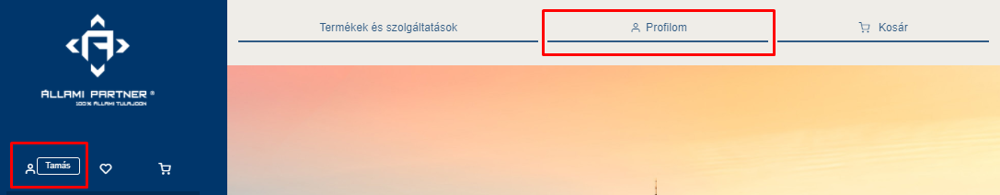 ÁLLAMI PARTNER ®
100% ÁLLAMI TULAJDON
Tamás
Termékek és szolgáltatások
Profilom
Kosár